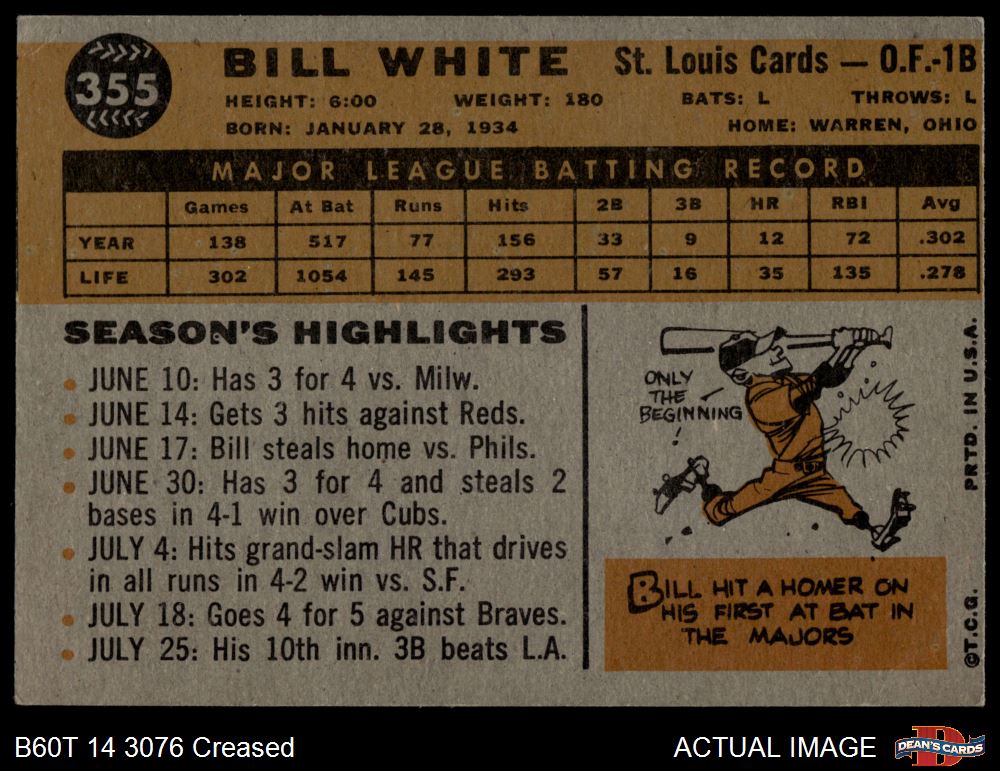 355
BILL WHITE St. Louis Cards — O.F.-1B
HEIGHT: 6:00 WEIGHT: 180 BATS: L THROWS: L
BORN: JANUARY 28, 1934 HOME: WARREN, OHIO
MAJOR LEAGUE BATTING RECORD
Games At Bat Runs Hits 2B 3B HR RBI Avg
YEAR 138 517 77 156 33 9 12 72 .302
LIFE 302 1054 145 293 57 16 35 135 .278
SEASON'S HIGHLIGHTS
• JUNE 10: Has 3 for 4 vs. Milw.
• JUNE 14: Gets 3 hits against Reds.
• JUNE 17: Bill steals home vs. Phils.
• JUNE 30: Has 3 for 4 and steals 2
bases in 4-1 win over Cubs.
• JULY 4: Hits grand-slam HR that drives
in all runs in 4-2 win vs. S.F.
• JULY 18: Goes 4 for 5 against Braves.
• JULY 25: His 10th inn. 3B beats L.A.
ONLY
THE
BEGINNING
!
BILL HIT A HOMER ON
HIS FIRST AT BAT IN
THE MAJORS
©T.C.G. PRTD. IN U.S.A.
B60T 14 3076 Creased ACTUAL IMAGE
DEAN'S CARDS